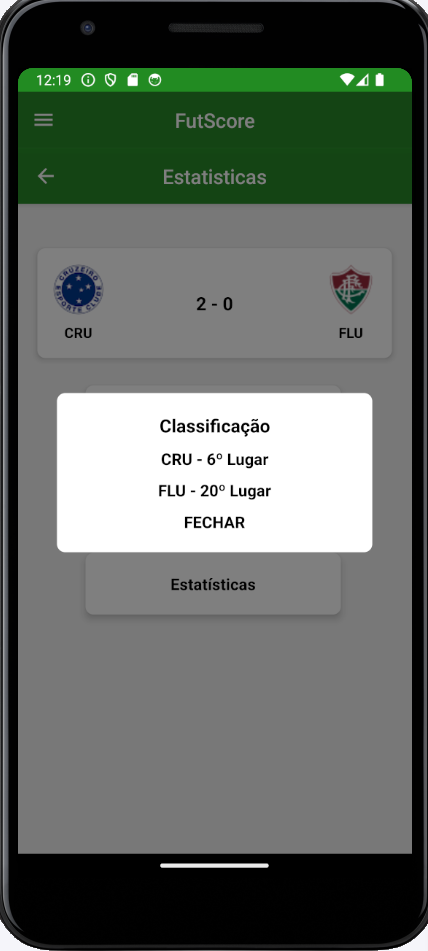 12:19
FutScore
Estatisticas
CRUZEIRO
ESPORTE CLUBE
2 - 0
CRU
FLU
Classificação
CRU - 6º Lugar
FLU - 20º Lugar
FECHAR
Estatísticas